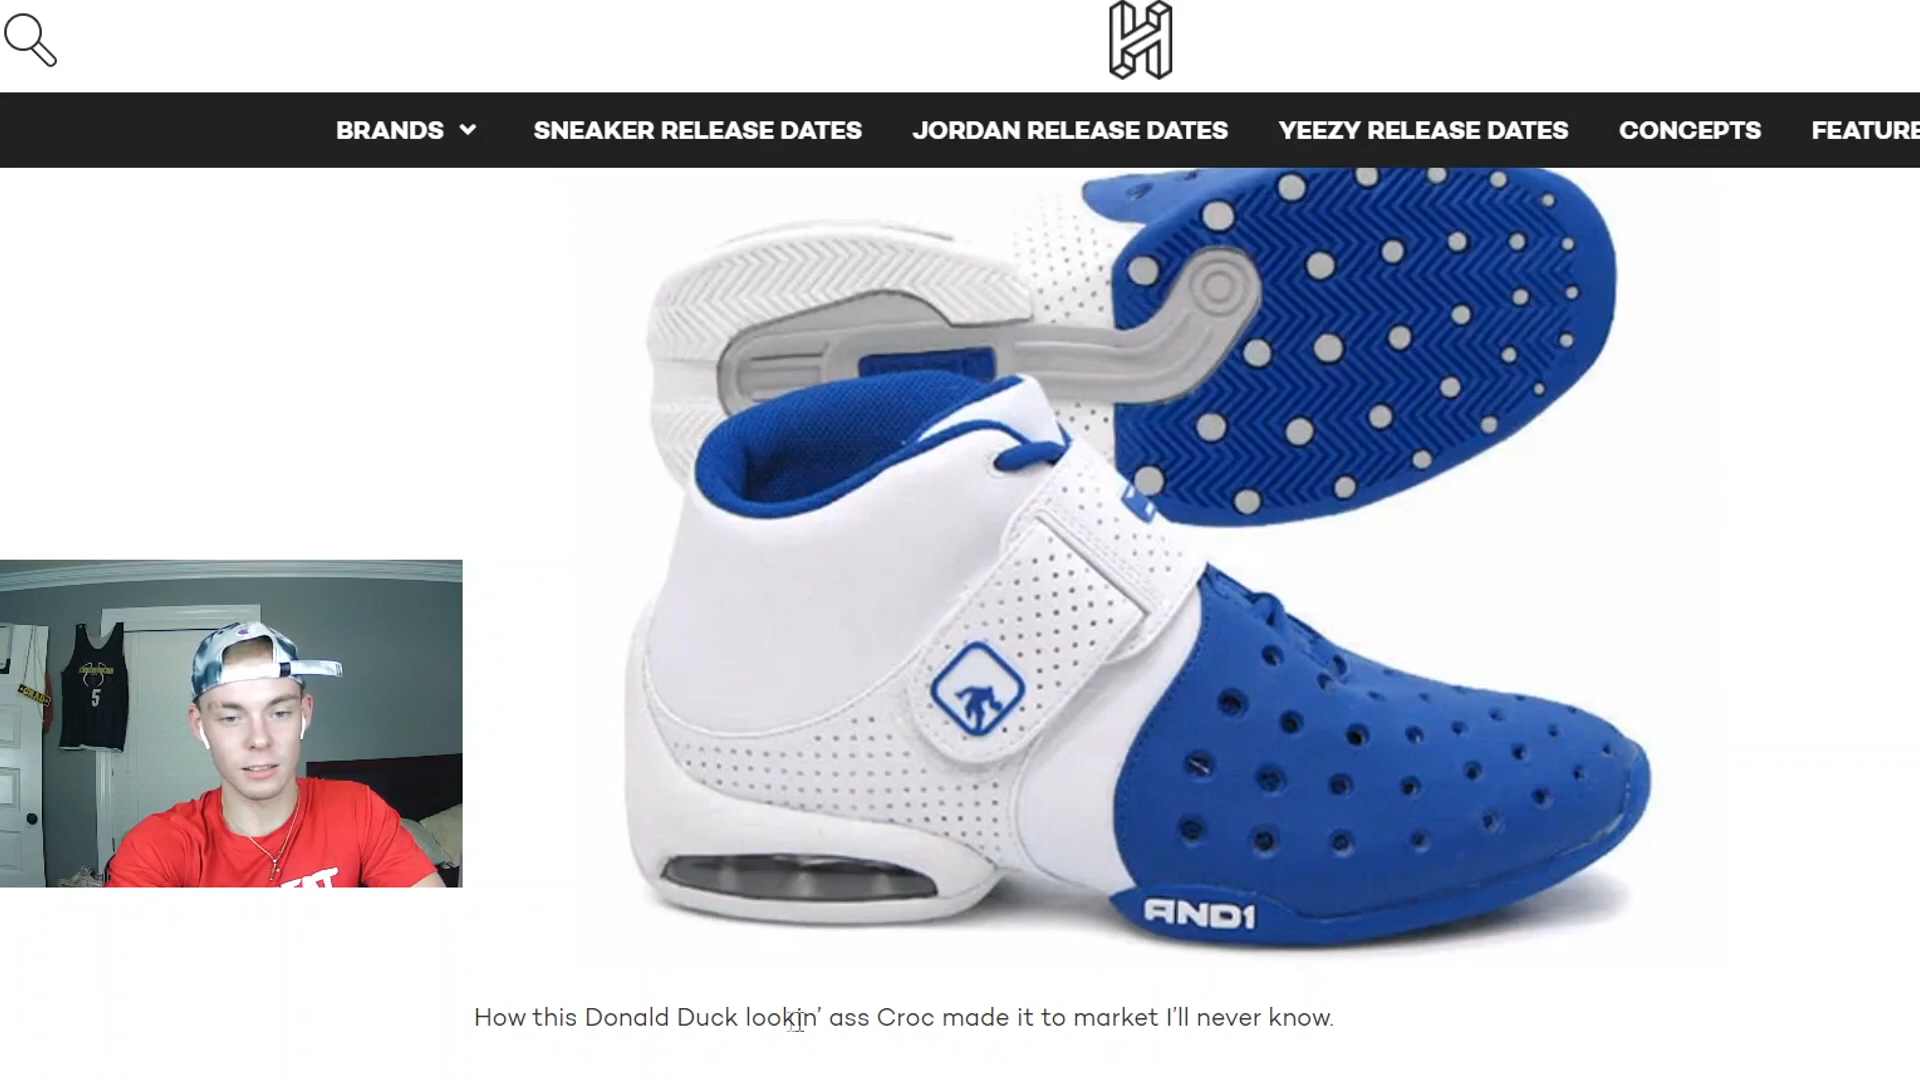 BRANDS
SNEAKER RELEASE DATES
JORDAN RELEASE DATES
YEEZY RELEASE DATES
CONCEPTS
FEATURE
5
AND1
How this Donald Duck lookin’ ass Croc made it to market I’ll never know.